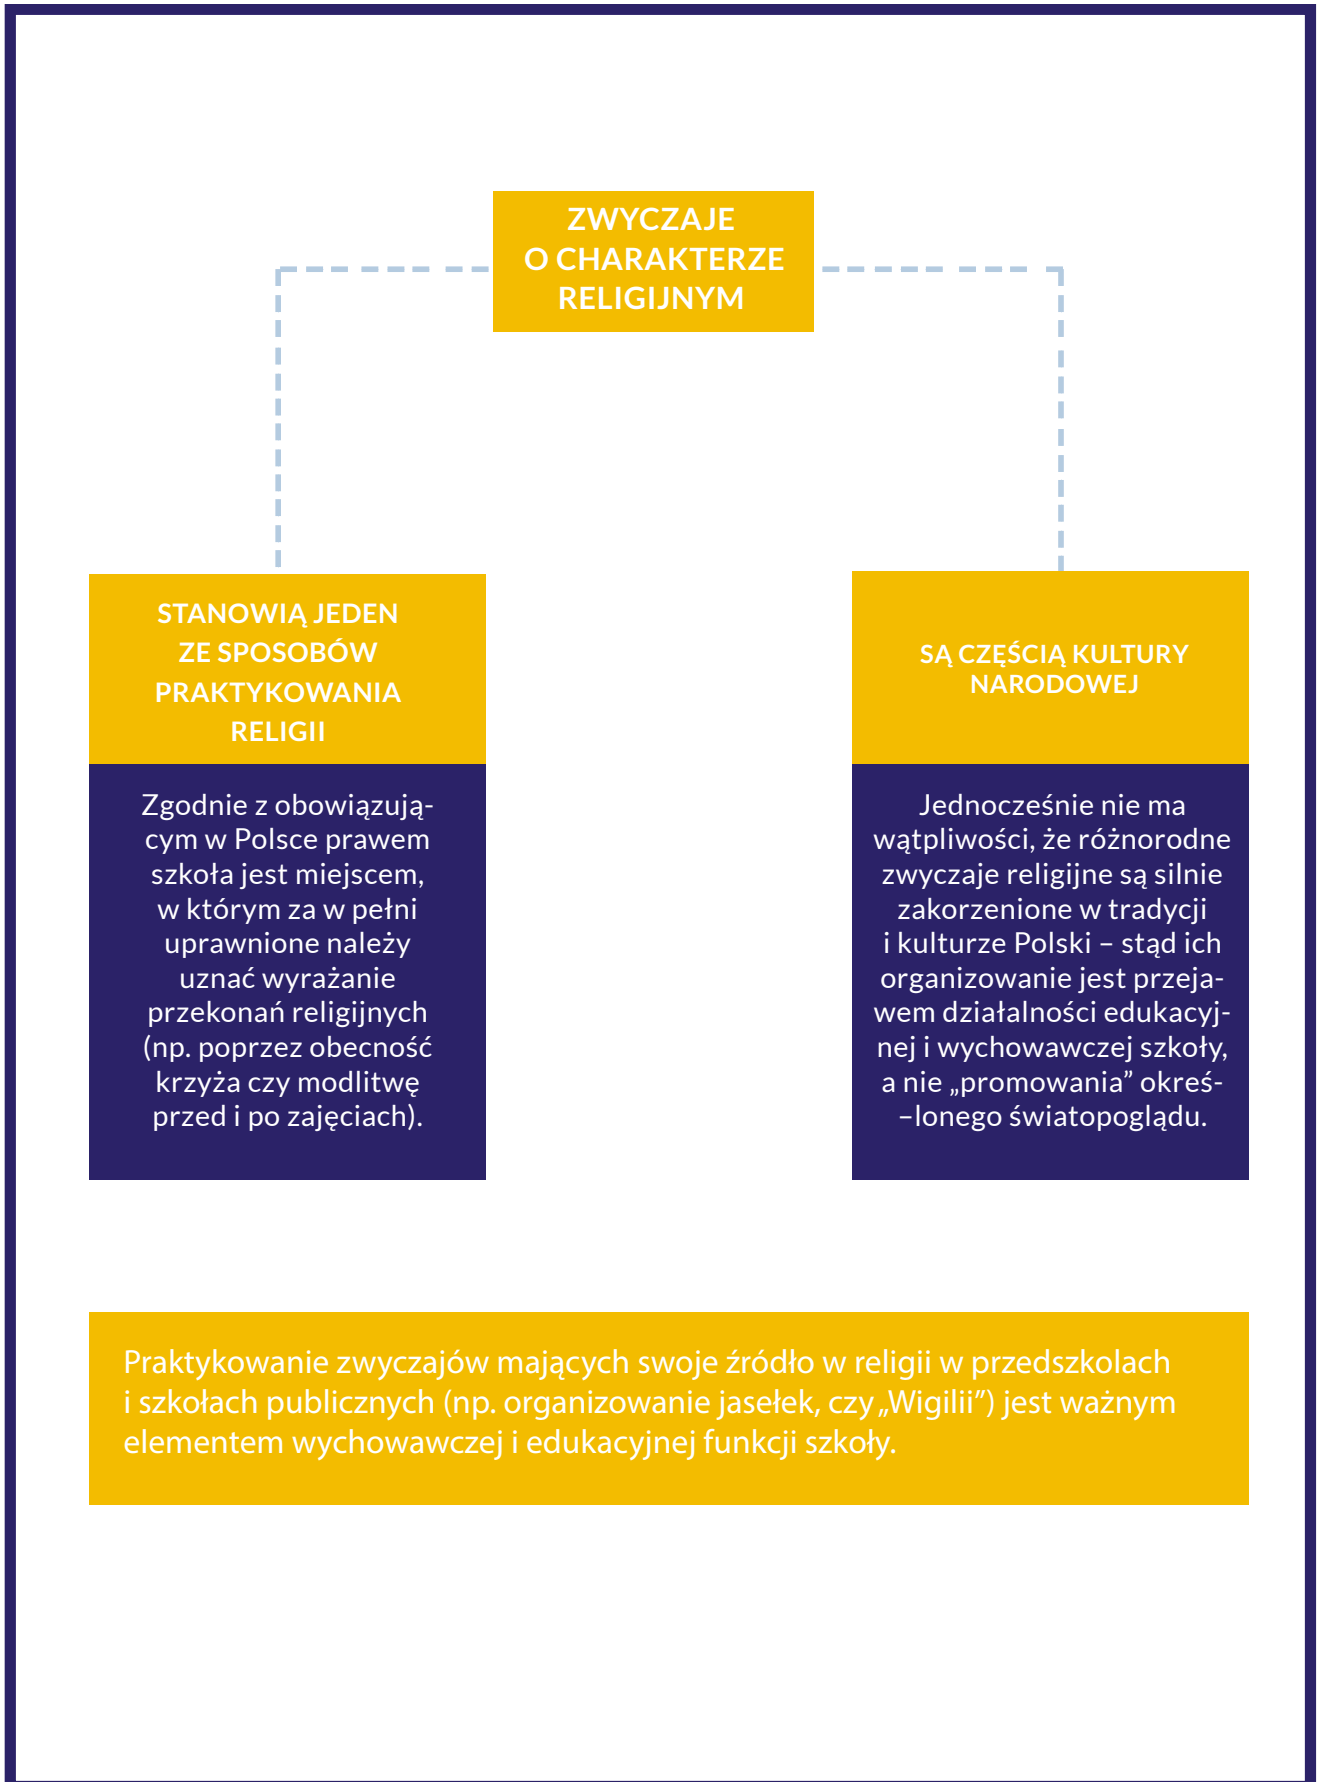 ZWYCZAJE
O CHARAKTERZE
RELIGIJNYM
STANOWIĄ JEDEN
ZE SPOSOBÓW
PRAKTYKOWANIA
RELIGII
Zgodnie z obowiązują-
cym w Polsce prawem
szkoła jest miejscem,
w którym za w pełni
uprawnione należy
uznać wyrażanie
przekonań religijnych
(np. poprzez obecność
krzyża czy modlitwę
przed i po zajęciach).
SĄ CZĘŚCIĄ KULTURY
NARODOWEJ
Jednocześnie nie ma
wątpliwości, że różnorodne
zwyczaje religijne są silnie
zakorzenione w tradycji
i kulturze Polski – stąd ich
organizowanie jest przeja-
wem działalności edukacyj-
nej i wychowawczej szkoły,
a nie „promowania” okreś-
–lonego światopoglądu.
Praktykowanie zwyczajów mających swoje źródło w religii w przedszkolach
i szkołach publicznych (np. organizowanie jasełek, czy „Wigilii”) jest ważnym
elementem wychowawczej i edukacyjnej funkcji szkoły.